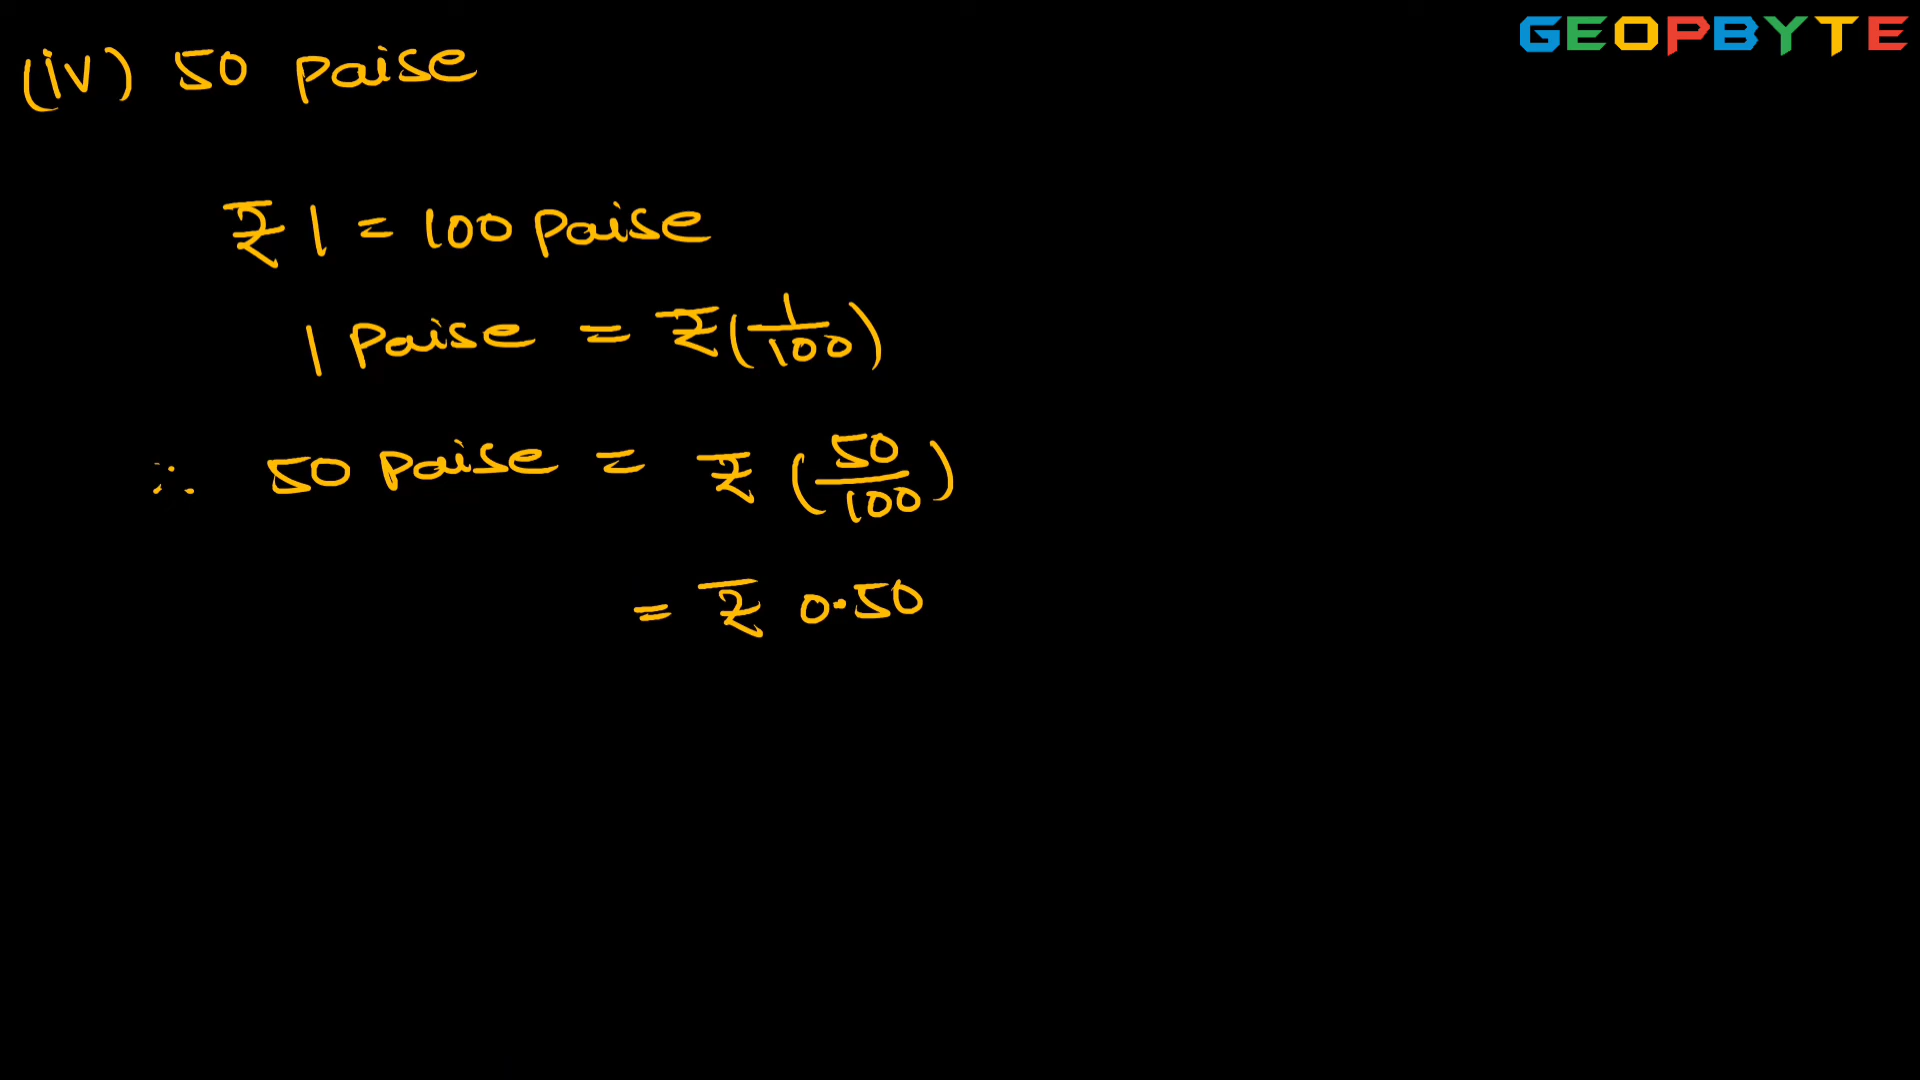 GEOPBYTE
(iv) 50 paise
₹ 1 = 100 paise
1 paise = ₹ (1/100)
∴ 50 paise = ₹ (50/100)
= ₹ 0.50